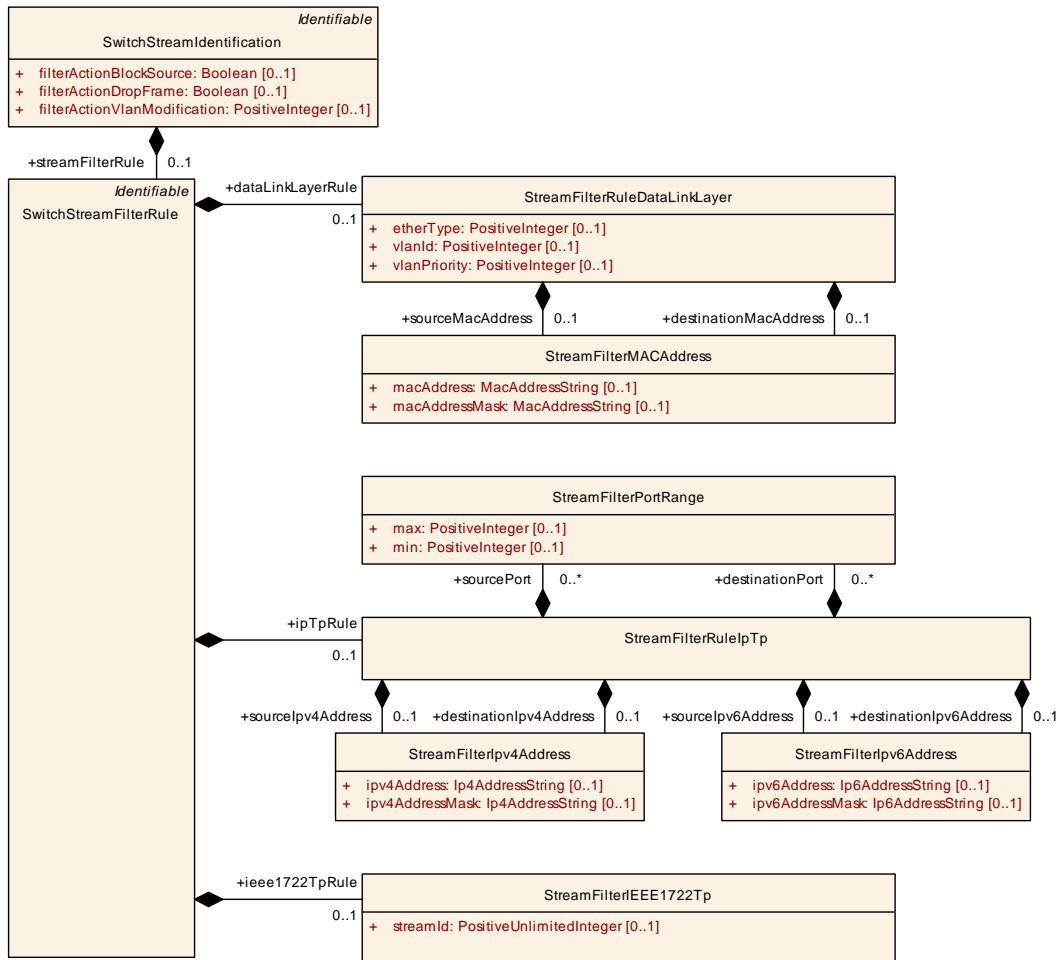 Identifiable
SwitchStreamIdentification
+ filterActionBlockSource: Boolean [0..1]
+ filterActionDropFrame: Boolean [0..1]
+ filterActionVlanModification: PositiveInteger [0..1]
+streamFilterRule 0..1
Identifiable
SwitchStreamFilterRule
+dataLinkLayerRule
0..1
StreamFilterRuleDataLinkLayer
+ etherType: PositiveInteger [0..1]
+ vlanId: PositiveInteger [0..1]
+ vlanPriority: PositiveInteger [0..1]
+sourceMacAddress 0..1 +destinationMacAddress 0..1
StreamFilterMACAddress
+ macAddress: MacAddressString [0..1]
+ macAddressMask: MacAddressString [0..1]
StreamFilterPortRange
+ max: PositiveInteger [0..1]
+ min: PositiveInteger [0..1]
+sourcePort 0..* +destinationPort 0..*
+ipTpRule
0..1
StreamFilterRuleIpTp
+sourceIpv4Address 0..1 +destinationIpv4Address 0..1 +sourceIpv6Address 0..1 +destinationIpv6Address 0..1
StreamFilterIpv4Address
+ ipv4Address: Ip4AddressString [0..1]
+ ipv4AddressMask: Ip4AddressString [0..1]
StreamFilterIpv6Address
+ ipv6Address: Ip6AddressString [0..1]
+ ipv6AddressMask: Ip6AddressString [0..1]
+ieee1722TpRule
0..1
StreamFilterIEEE1722Tp
+ streamId: PositiveUnlimitedInteger [0..1]